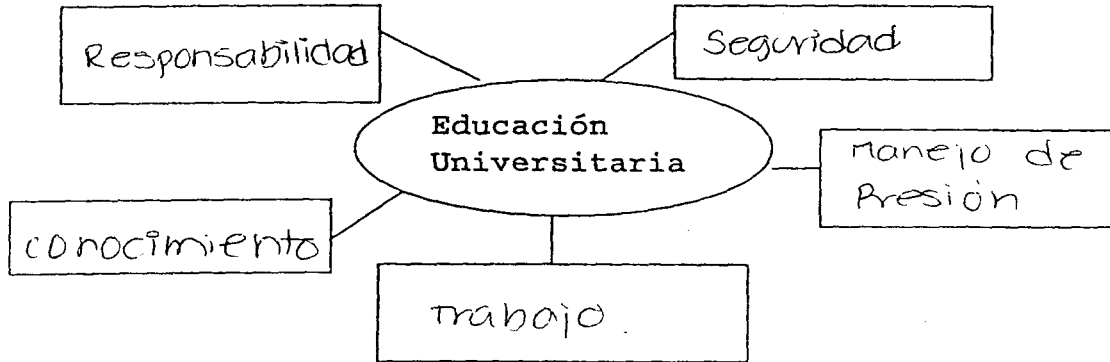 Responsabilidad
Seguridad
Educación
Universitaria
Manejo de
Presión
conocimiento
Trabajo.